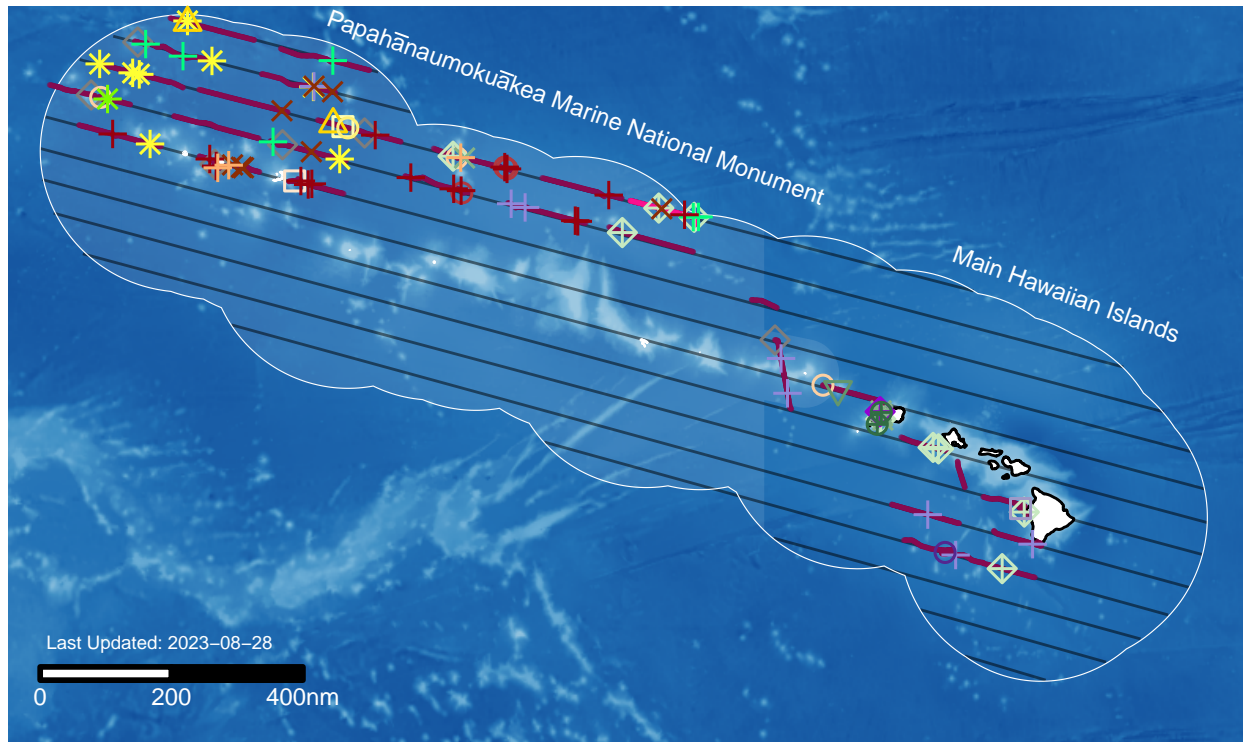 Papahānaumokuākea Marine National Monument
Main Hawaiian Islands
Last Updated: 2023−08−28
0 200 400nm